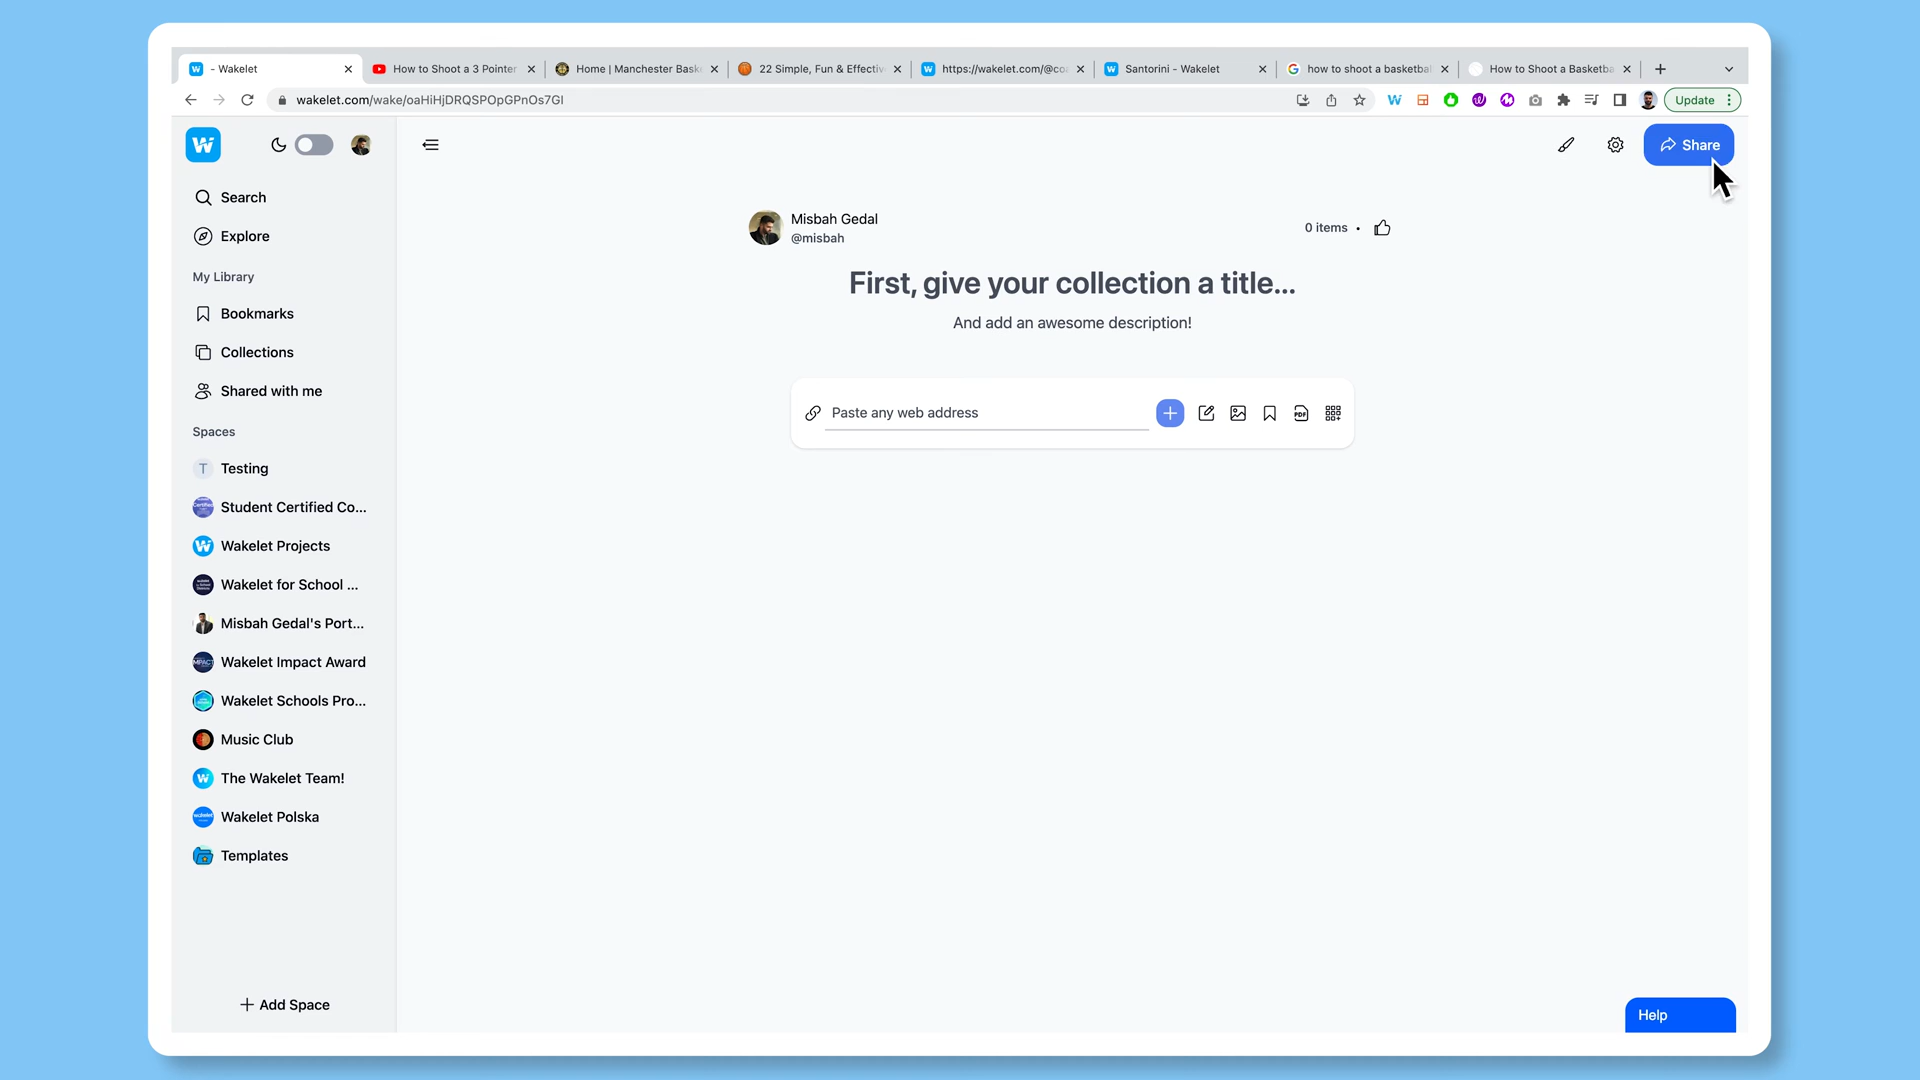 - Wakelet
How to Shoot a 3 Pointer
Home | Manchester Bask
22 Simple, Fun & Effectiv
https://wakelet.com/@coa
Santorini - Wakelet
how to shoot a basketbal
How to Shoot a Basketba
wakelet.com/wake/oaHiHjDRQSPOpGPnOs7GI
Update
Share
Search
Explore
My Library
Bookmarks
Collections
Shared with me
Spaces
T Testing
Student Certified Co...
Wakelet Projects
Wakelet for School ...
Misbah Gedal's Port...
Wakelet Impact Award
Wakelet Schools Pro...
Music Club
The Wakelet Team!
Wakelet Polska
Templates
Add Space
Misbah Gedal
@misbah
0 items •
First, give your collection a title...
And add an awesome description!
Paste any web address
PDF
Help